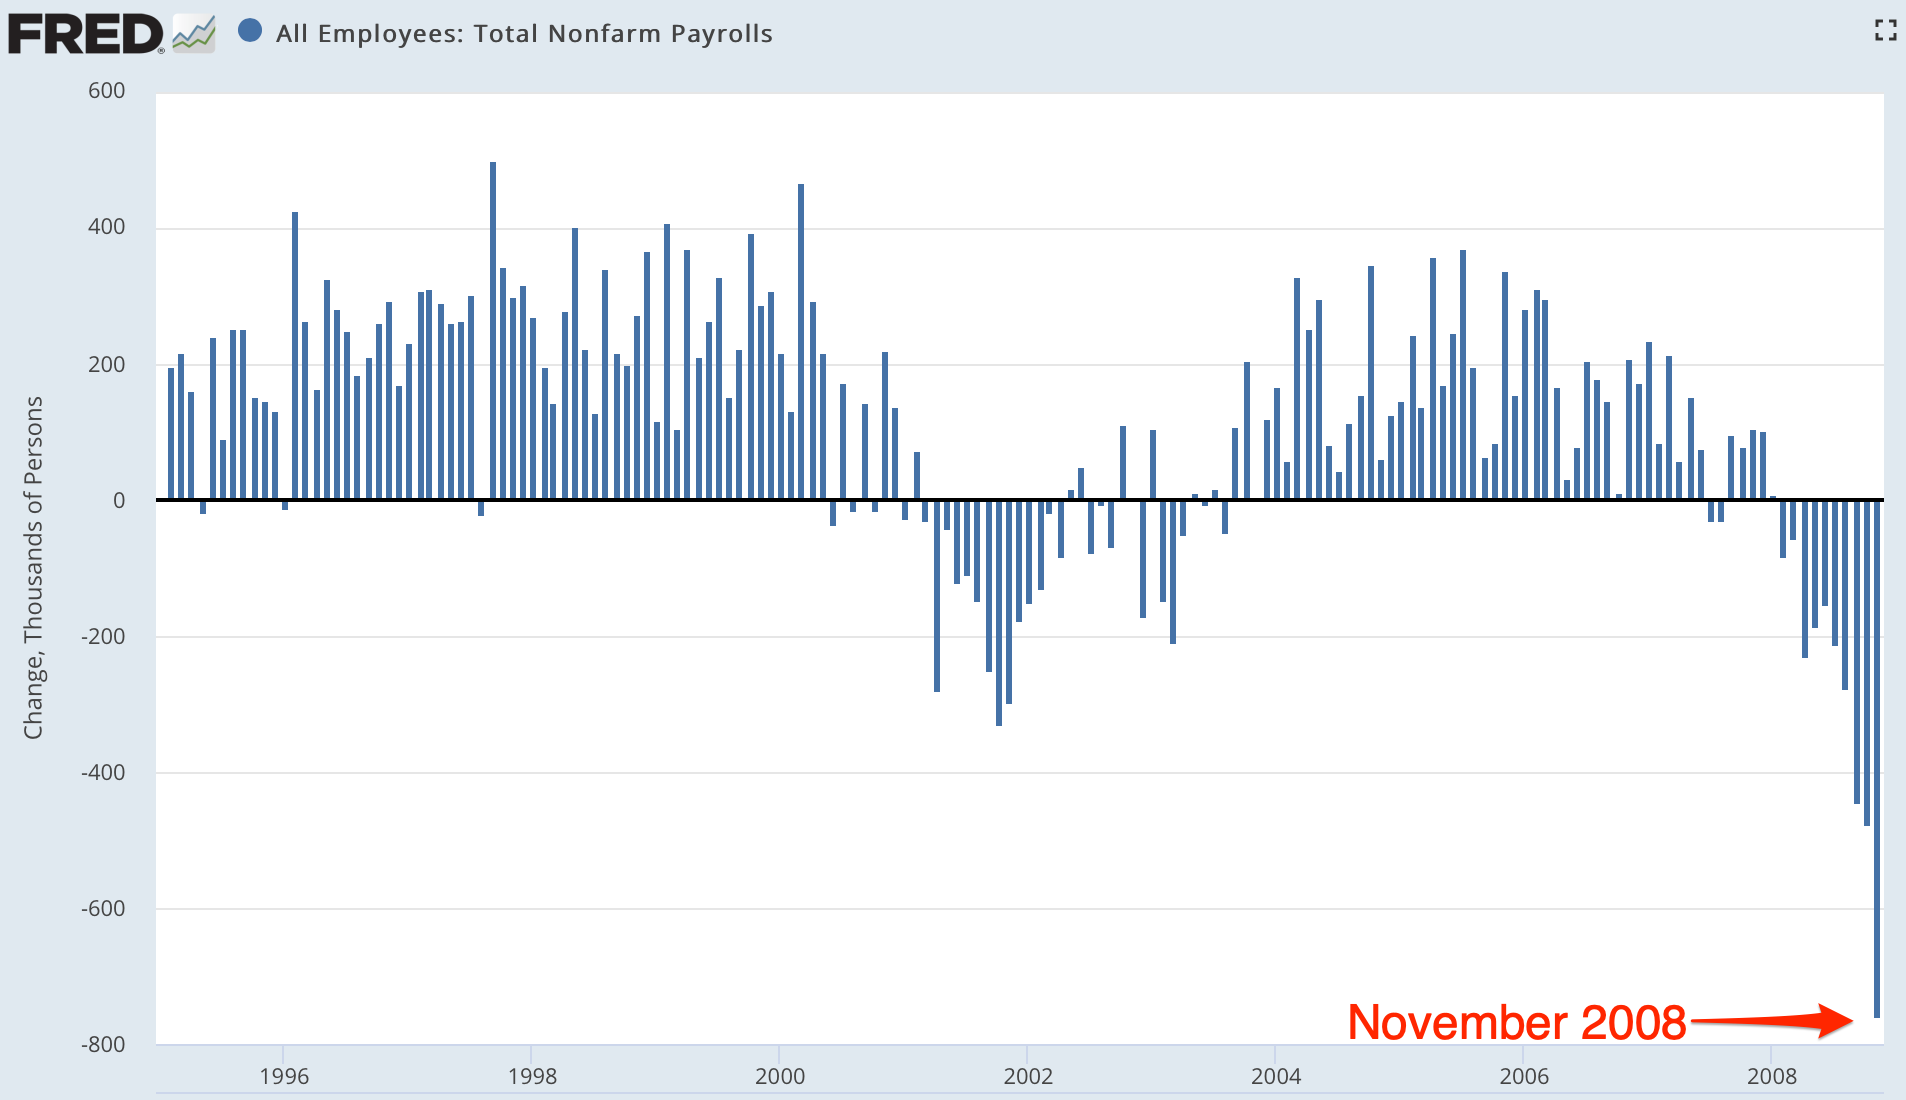 FRED® All Employees: Total Nonfarm Payrolls
Change, Thousands of Persons
600
400
200
0
-200
-400
-600
-800
November 2008
1996 1998 2000 2002 2004 2006 2008